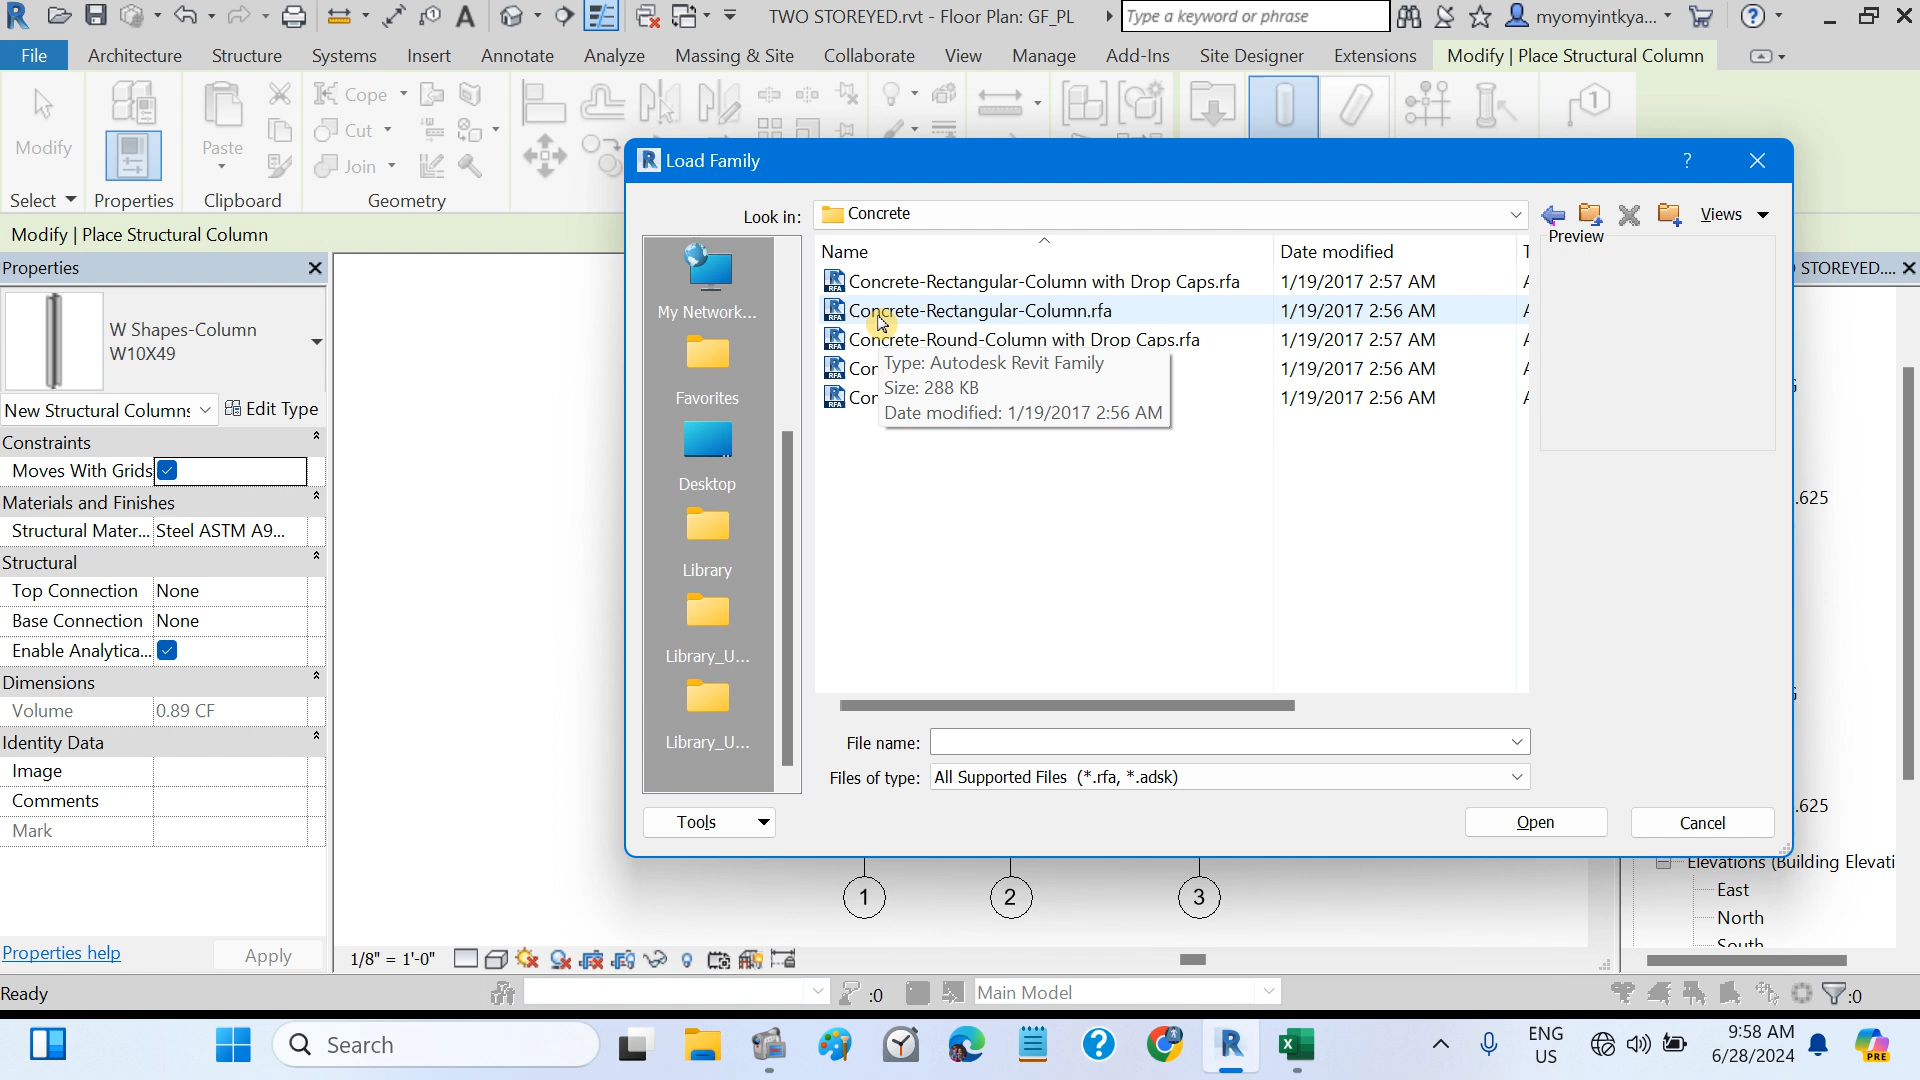 TWO STOREYED.rvt - Floor Plan: GF_PL
Type a keyword or phrase
myomyintkya...
File Architecture Structure Systems Insert Annotate Analyze Massing & Site Collaborate View Manage Add-Ins Site Designer Extensions Modify | Place Structural Column
Modify
Paste
Cope
Cut
Join
Select Properties Clipboard Geometry
Modify | Place Structural Column
Properties
W Shapes-Column
W10X49
New Structural Columns Edit Type
Constraints
Moves With Grids
Materials and Finishes
Structural Mater... Steel ASTM A9...
Structural
Top Connection None
Base Connection None
Enable Analytica...
Dimensions
Volume 0.89 CF
Identity Data
Image
Comments
Mark
Properties help Apply
Load Family
Look in: Concrete
Views
Preview
My Network...
Favorites
Desktop
Library
Library_U...
Library_U...
Name Date modified
Concrete-Rectangular-Column with Drop Caps.rfa 1/19/2017 2:57 AM
Concrete-Rectangular-Column.rfa 1/19/2017 2:56 AM
Concrete-Round-Column with Drop Caps.rfa 1/19/2017 2:57 AM
1/19/2017 2:56 AM
1/19/2017 2:56 AM
Type: Autodesk Revit Family
Size: 288 KB
Date modified: 1/19/2017 2:56 AM
File name:
Files of type: All Supported Files (*.rfa, *.adsk)
Tools Open Cancel
STOREYED....
.625
.625
Elevations (Building Elevati
East
North
South
1 2 3
1/8" = 1'-0"
Ready
:0
Main Model
:0
Search
ENG
US
9:58 AM
6/28/2024
PRE